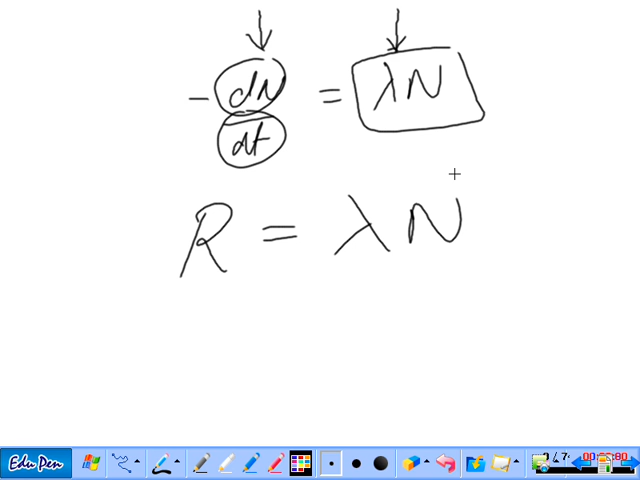 - dN/dt = λN
R = λN
Edu Pen